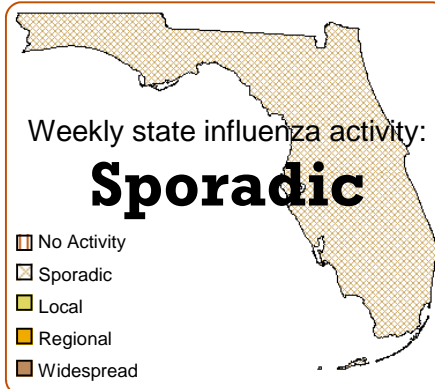 Weekly state influenza activity:
Sporadic
No Activity
Sporadic
Local
Regional
Widespread